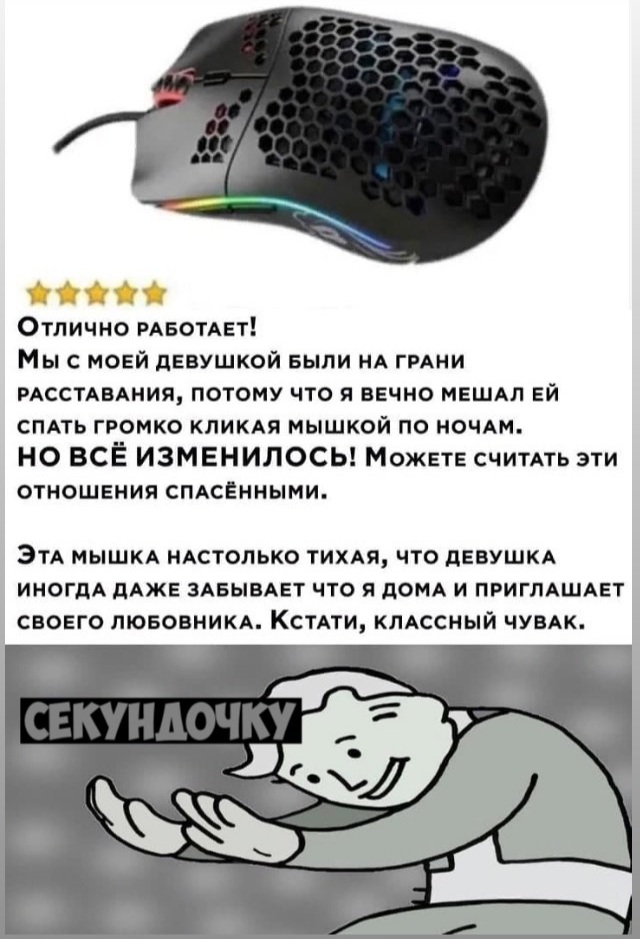 Отлично работает!
Мы с моей девушкой были на грани
расставания, потому что я вечно мешал ей
спать громко кликая мышкой по ночам.
НО ВСЁ ИЗМЕНИЛОСЬ! Можете считать эти
отношения спасёнными.
Эта мышка настолько тихая, что девушка
иногда даже забывает что я дома и приглашает
своего любовника. Кстати, классный чувак.
СЕКУНДОЧКУ